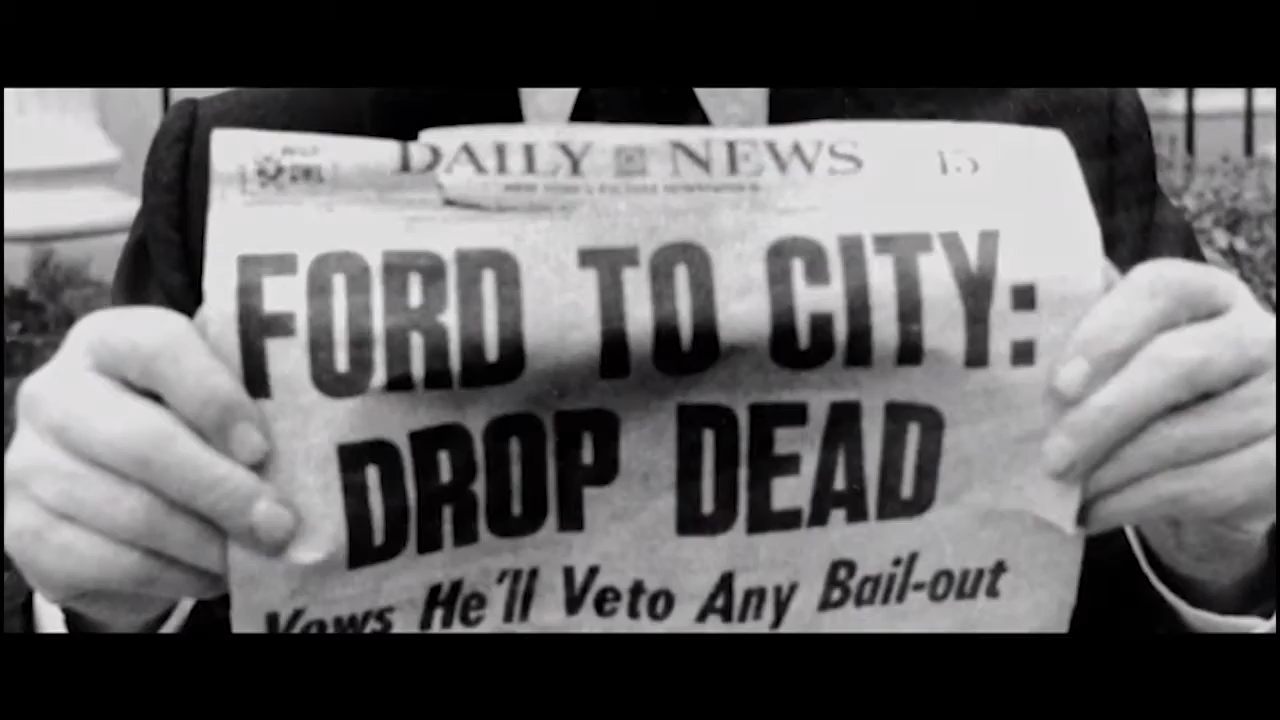 DAILY NEWS 15
FORD TO CITY:
DROP DEAD
Vows He'll Veto Any Bail-out